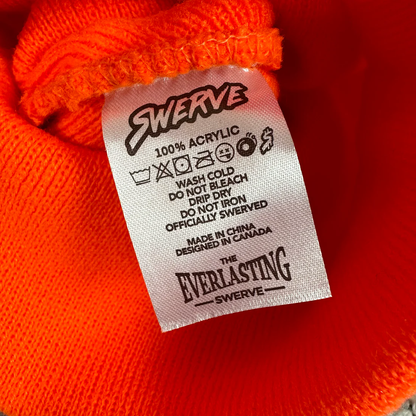 SWERVE
100% ACRYLIC
WASH COLD
DO NOT BLEACH
DRIP DRY
DO NOT IRON
OFFICIALLY SWERVED
MADE IN CHINA
DESIGNED IN CANADA
THE
EVERLASTING
SWERVE